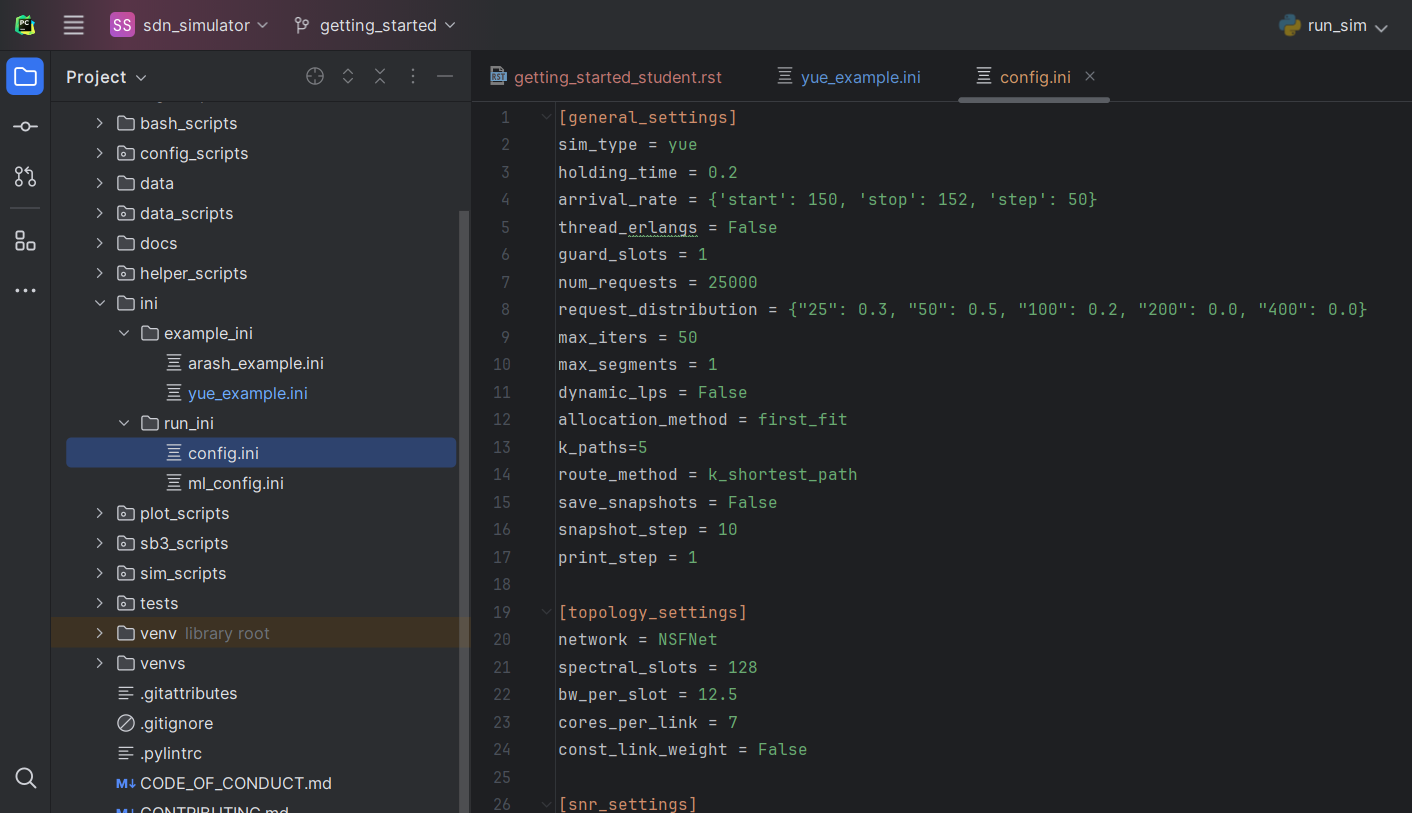 PC
SS sdn_simulator getting_started run_sim
Project
bash_scripts
config_scripts
data
data_scripts
docs
helper_scripts
ini
example_ini
arash_example.ini
yue_example.ini
run_ini
config.ini
ml_config.ini
plot_scripts
sb3_scripts
sim_scripts
tests
venv library root
venvs
.gitattributes
.gitignore
.pylintrc
M↓ CODE_OF_CONDUCT.md
M↓ CONTRIBUTING.md
RST getting_started_student.rst yue_example.ini config.ini
1 [general_settings]
2 sim_type = yue
3 holding_time = 0.2
4 arrival_rate = {'start': 150, 'stop': 152, 'step': 50}
5 thread_erlangs = False
6 guard_slots = 1
7 num_requests = 25000
8 request_distribution = {"25": 0.3, "50": 0.5, "100": 0.2, "200": 0.0, "400": 0.0}
9 max_iters = 50
10 max_segments = 1
11 dynamic_lps = False
12 allocation_method = first_fit
13 k_paths=5
14 route_method = k_shortest_path
15 save_snapshots = False
16 snapshot_step = 10
17 print_step = 1
18
19 [topology_settings]
20 network = NSFNet
21 spectral_slots = 128
22 bw_per_slot = 12.5
23 cores_per_link = 7
24 const_link_weight = False
25
26 [snr_settings]